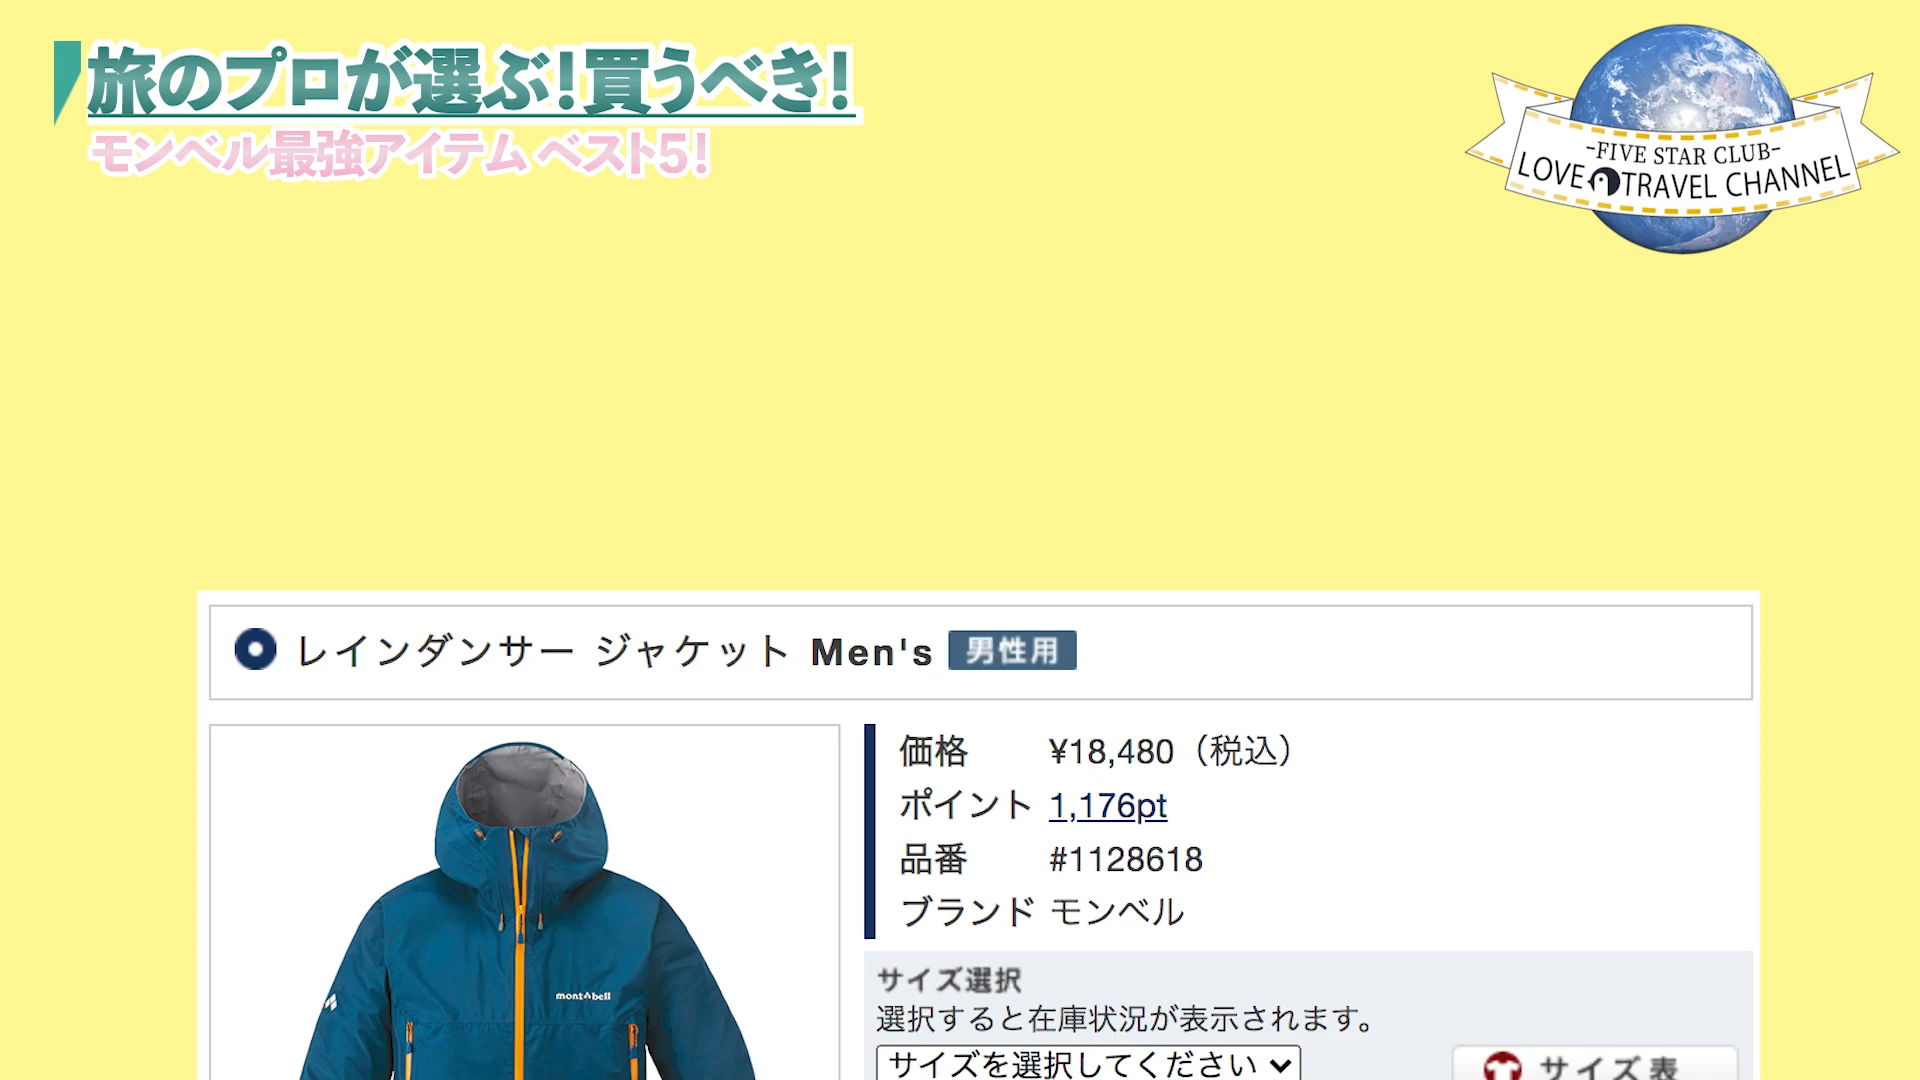 旅のプロが選ぶ!買うべき!
モンベル最強アイテム ベスト5!
-FIVE STAR CLUB-
LOVE TRAVEL CHANNEL
レインダンサー ジャケット Men's 男性用
価格 ¥18,480（税込）
ポイント 1,176pt
品番 #1128618
ブランド モンベル
mont-bell
サイズ選択
選択すると在庫状況が表示されます。
サイズを選択してください
サイズ表